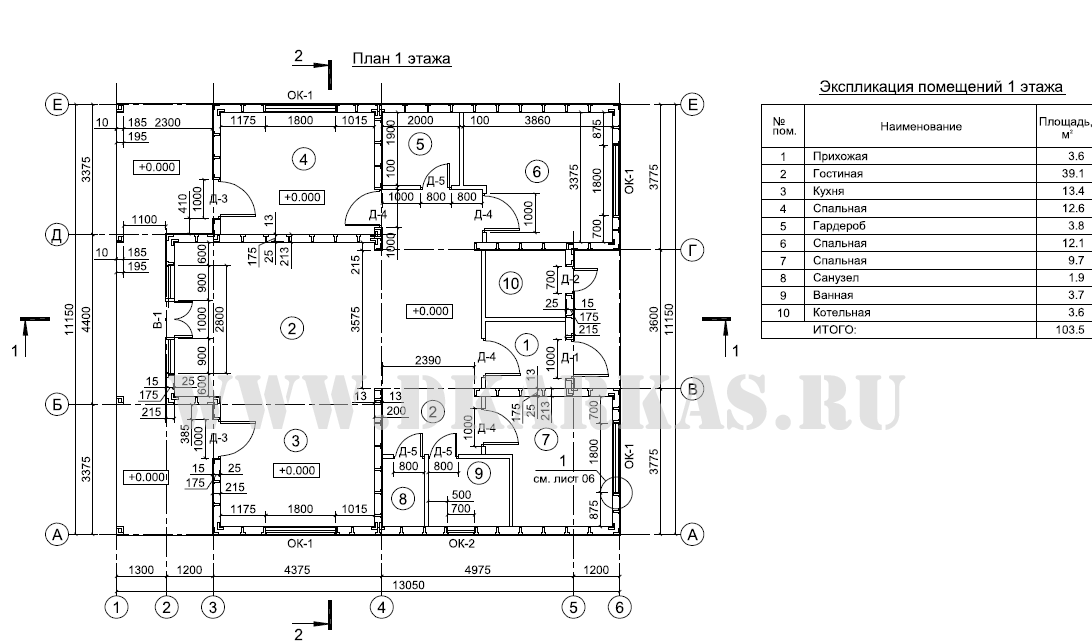 2
План 1 этажа
Экспликация помещений 1 этажа
№ пом. Наименование Площадь, м²
1 Прихожая 3.6
2 Гостиная 39.1
3 Кухня 13.4
4 Спальная 12.6
5 Гардероб 3.8
6 Спальная 12.1
7 Спальная 9.7
8 Санузел 1.9
9 Ванная 3.7
10 Котельная 3.6
ИТОГО: 103.5
ОК-1
Е Е
10 185 2300 1175 1800 1015 2000 100 3860 875
195
1900
4 5 6
3375 +0.000 3375 1800 ОК-1 3775
100
Д-5
410 1000 Д-3 +0.000 Д-4 1000 800 800 Д-4 1000 700
1100 13
Д
1000
Г
10 185
195
600 175 25 213 215
900 700 Д-2
10
25 15
175
215
11150 4400 В-1 1000 2800 2 3575 +0.000 3600 11150
1 1
900 2390 Д-4 1 1000 Д-1
15 25 600 13
175
215
13 13
200
В
Б
385 1000 Д-3 2 1000 Д-4 175 25 213 700
WWW.PKARKAS.RU
3 7
3375 +0.000 15 25 +0.000 Д-5 Д-5 1800 ОК-1 3775
175 215
800 800 9
1
см. лист 06
8 500
700
1175 1800 1015 875
А А
ОК-1 ОК-2
1300 1200 4375 4975 1200
13050
1 2 3 4 5 6
2